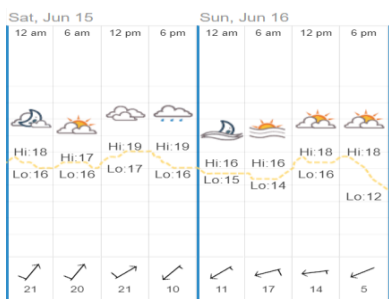 Sat, Jun 15 Sun, Jun 16
12 am 6 am 12 pm 6 pm 12 am 6 am 12 pm 6 pm
Hi:18 Hi:17 Hi:19 Hi:19 Hi:16 Hi:16 Hi:18 Hi:18
Lo:16 Lo:16 Lo:17 Lo:16 Lo:15 Lo:14 Lo:16 Lo:12
21 20 21 10 11 17 14 5